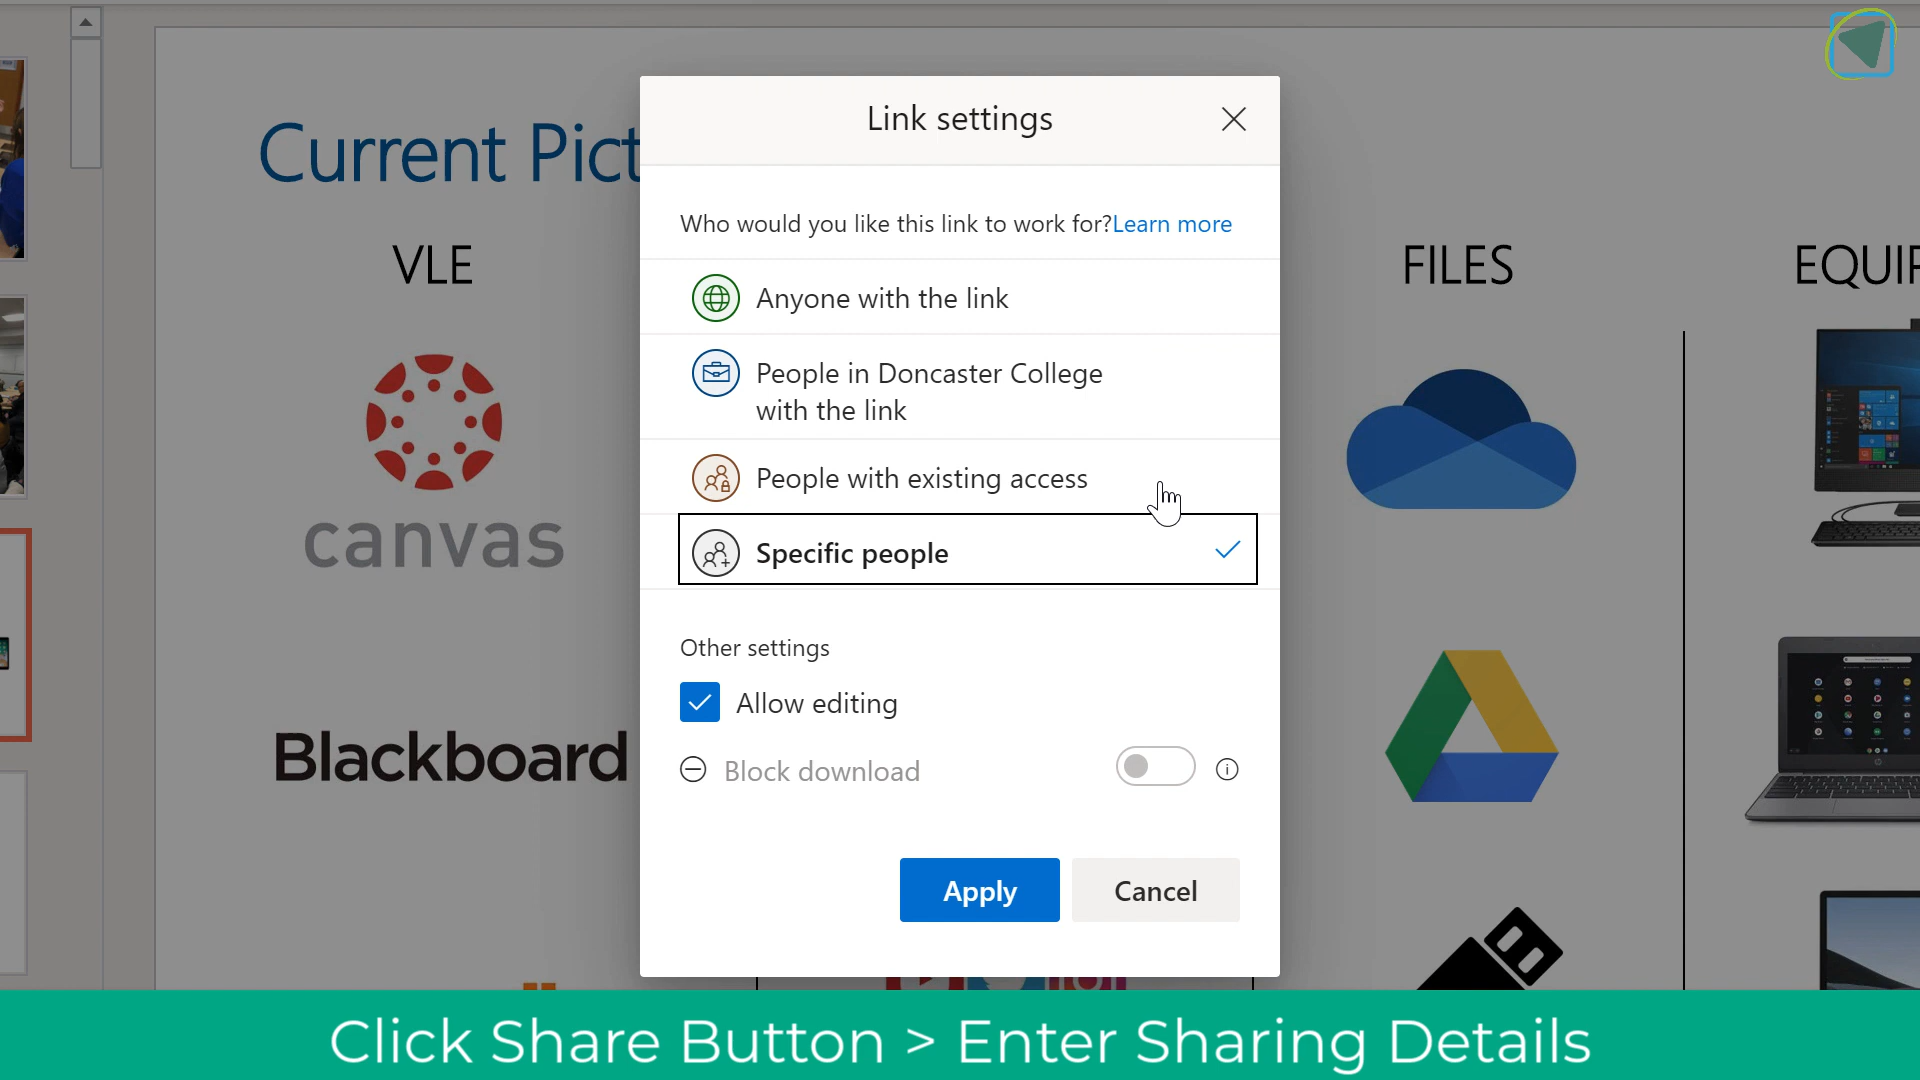 Link settings
Current Pict
Who would you like this link to work for?Learn more
VLE
FILES
EQUIP
Anyone with the link
People in Doncaster College
with the link
People with existing access
canvas
Specific people
Other settings
Allow editing
Blackboard
Block download
Apply
Cancel
Click Share Button > Enter Sharing Details